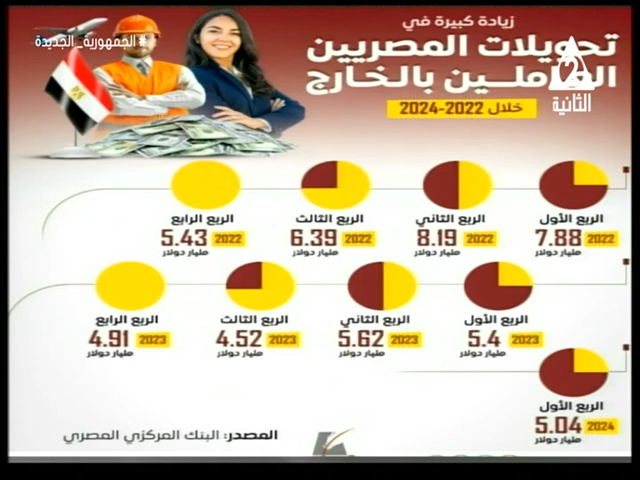 #الجمهورية_الجديدة
زيادة كبيرة في
تحويلات المصريين
العاملين بالخارج
خلال 2022-2024
الثانية
الربع الأول
2022 7.88
مليار دولار
الربع الثاني
2022 8.19
مليار دولار
الربع الثالث
2022 6.39
مليار دولار
الربع الرابع
2022 5.43
مليار دولار
الربع الأول
2023 5.4
مليار دولار
الربع الثاني
2023 5.62
مليار دولار
الربع الثالث
2023 4.52
مليار دولار
الربع الرابع
2023 4.91
مليار دولار
الربع الأول
2024 5.04
مليار دولار
المصدر: البنك المركزي المصري